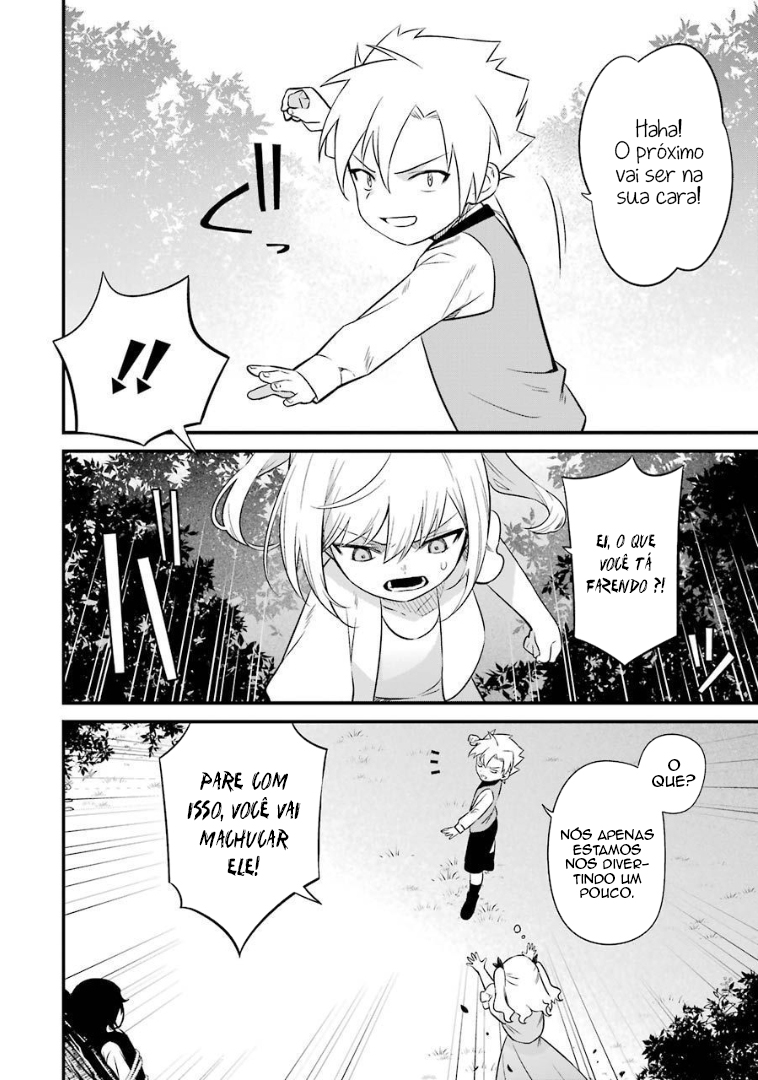 Haha!
O próximo
vai ser na
sua cara!
!!
EI, O QUE
VOCÊ TÁ
FAZENDO ?!
O
QUE?
NÓS APENAS
ESTAMOS
NOS DIVER-
TINDO UM
POUCO.
PARE COM
ISSO, VOCÊ VAI
MACHUCAR
ELE!